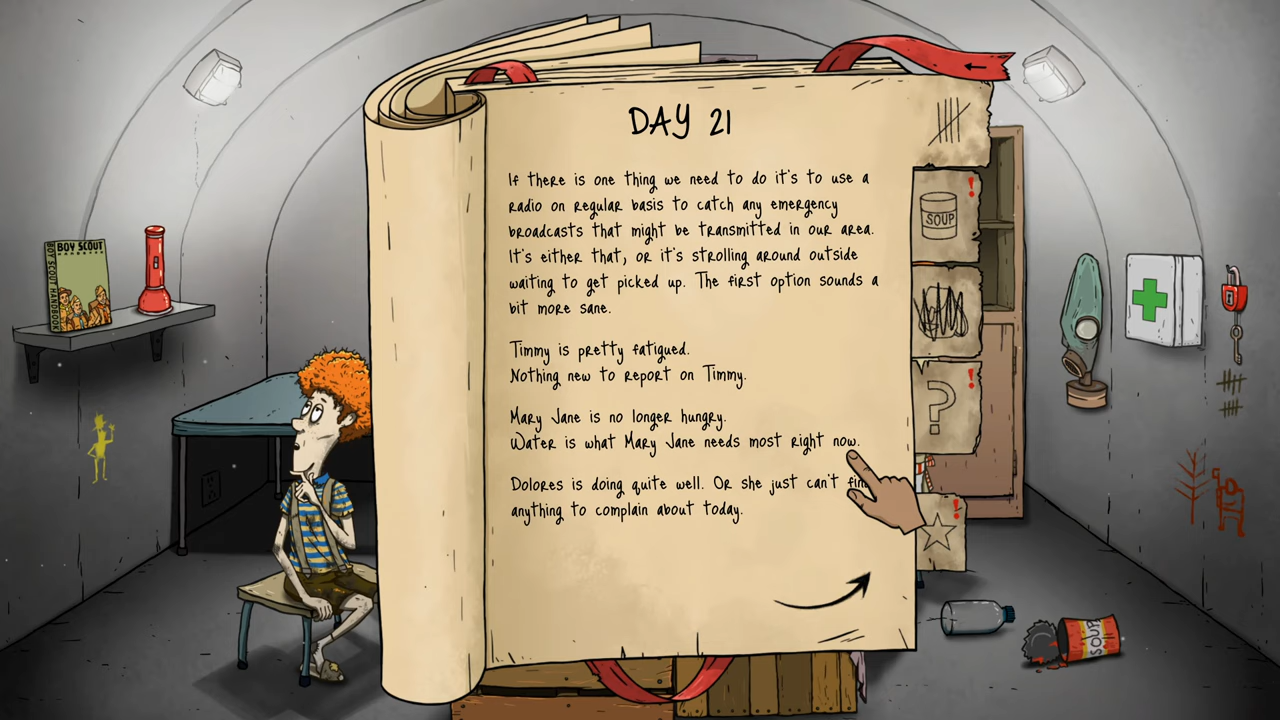 DAY 21
If there is one thing we need to do it's to use a
radio on regular basis to catch any emergency
broadcasts that might be transmitted in our area.
It's either that, or it's strolling around outside
waiting to get picked up. The first option sounds a
bit more sane.
Timmy is pretty fatigued.
Nothing new to report on Timmy.
Mary Jane is no longer hungry.
Water is what Mary Jane needs most right now.
Dolores is doing quite well. Or she just can't
anything to complain about today.
!
SOUP
!
?
!
BOY SCOUT
HANDBOOK
BOY SCOUT HANDBOOK
SOUP